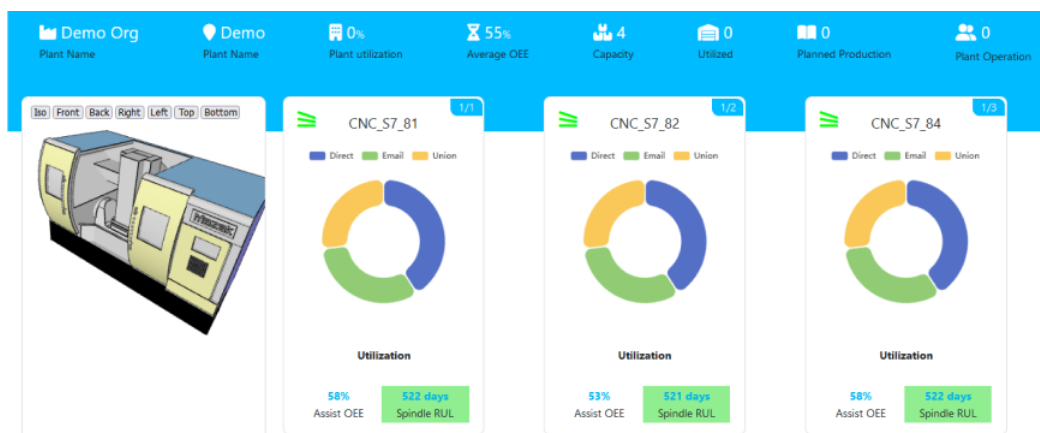 Demo Org
Plant Name
Demo
Plant Name
0%
Plant utilization
55%
Average OEE
4
Capacity
0
Utilized
0
Planned Production
0
Plant Operation
Iso Front Back Right Left Top Bottom
Mazak
1/1
CNC_S7_81
Direct Email Union
Utilization
58%
Assist OEE
522 days
Spindle RUL
1/2
CNC_S7_82
Direct Email Union
Utilization
53%
Assist OEE
521 days
Spindle RUL
1/3
CNC_S7_84
Direct Email Union
Utilization
58%
Assist OEE
522 days
Spindle RUL